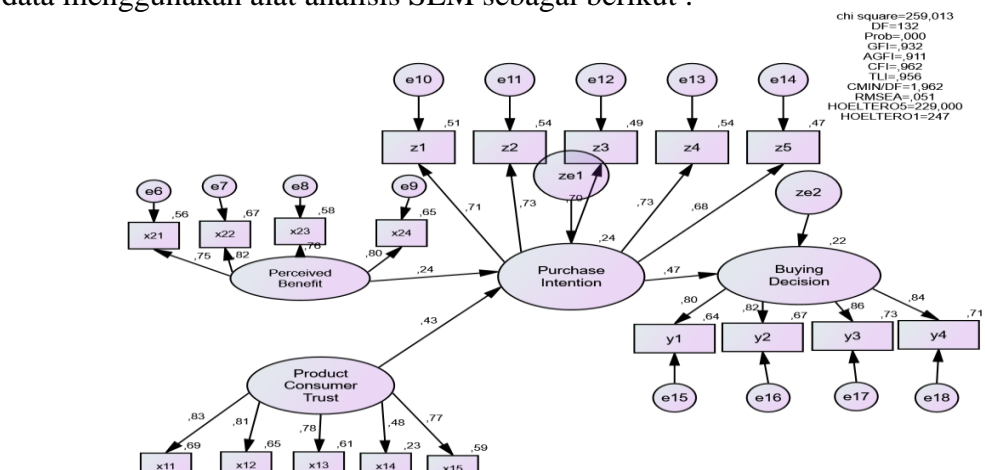 data menggunakan alat analisis SEM sebagai berikut :
chi square=259,013
DF=132
Prob=,000
GFI=,932
AGFI=,911
CFI=,962
TLI=,956
CMIN/DF=1,962
RMSEA=,051
HOELTERO5=229,000
HOELTERO1=247
e10 e11 e12 e13 e14
,51 ,54 ,49 ,54 ,47
z1 z2 z3 z4 z5
ze1
ze2
e6 e7 e8 e9
,56 ,67 ,58 ,65
x21 x22 x23 x24
,71 ,73 ,70 ,73 ,68
,75 ,82 ,76 ,80
,24
,22
Perceived
Benefit
,24
Purchase
Intention
,47
Buying
Decision
,43
,80 ,82 ,86 ,84
,64 ,67 ,73 ,71
y1 y2 y3 y4
e15 e16 e17 e18
Product
Consumer
Trust
,83 ,81 ,78 ,48 ,77
,69 ,65 ,61 ,23 ,59
x11 x12 x13 x14 x15